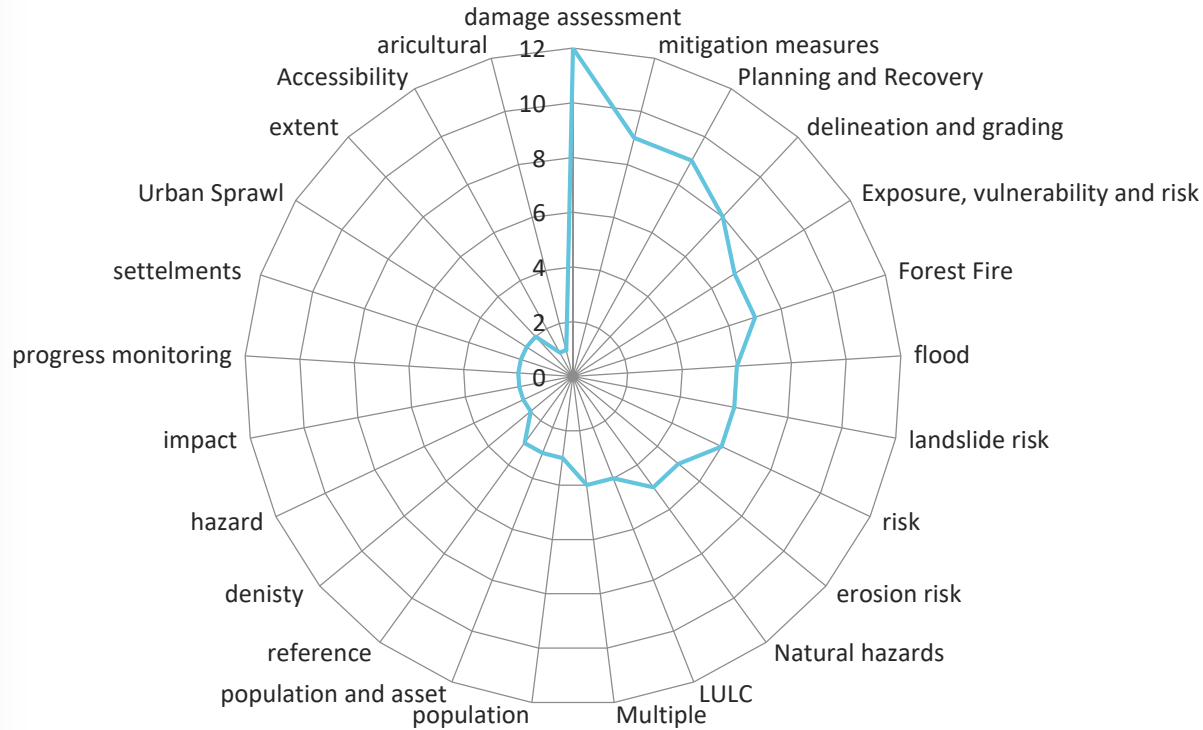 damage assessment
mitigation measures
Planning and Recovery
delineation and grading
Exposure, vulnerability and risk
Forest Fire
flood
landslide risk
risk
erosion risk
Natural hazards
LULC
Multiple
population
population and asset
reference
denisty
hazard
impact
progress monitoring
settelments
Urban Sprawl
extent
Accessibility
aricultural
12
10
8
6
4
2
0